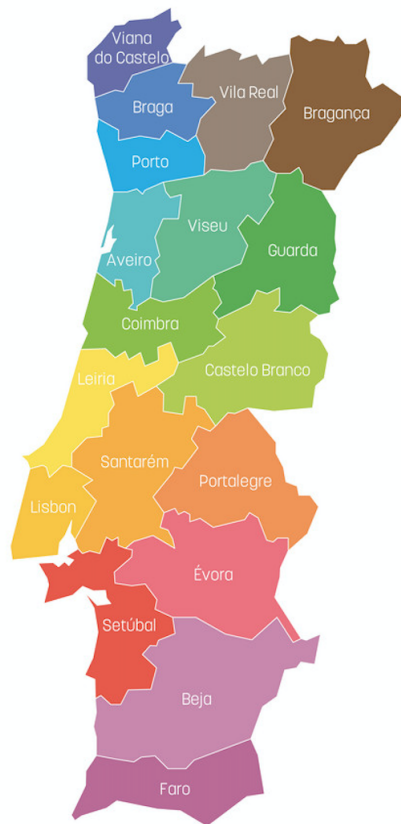 Viana
do Castelo
Braga
Vila Real
Bragança
Porto
Viseu
Aveiro
Guarda
Coimbra
Leiria
Castelo Branco
Santarém
Portalegre
Lisbon
Évora
Setúbal
Beja
Faro